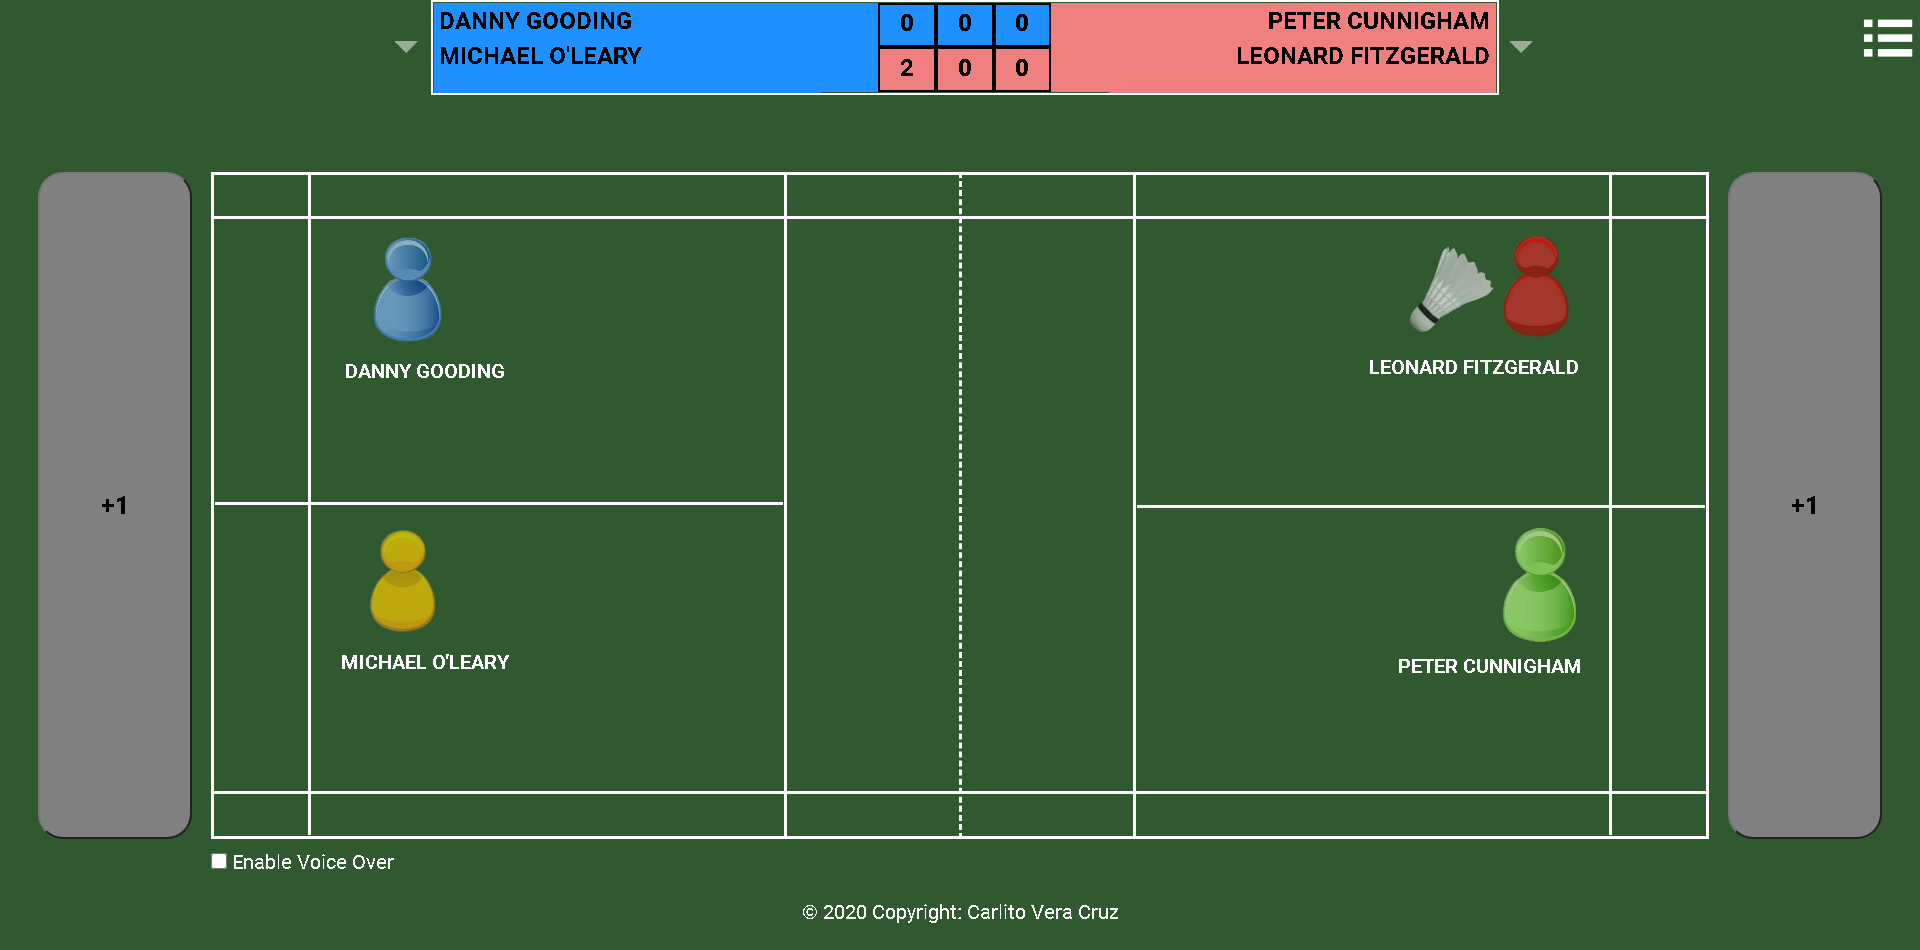 DANNY GOODING
MICHAEL O'LEARY
0 0 0
2 0 0
PETER CUNNIGHAM
LEONARD FITZGERALD
+1
DANNY GOODING
LEONARD FITZGERALD
MICHAEL O'LEARY
PETER CUNNIGHAM
+1
Enable Voice Over
© 2020 Copyright: Carlito Vera Cruz